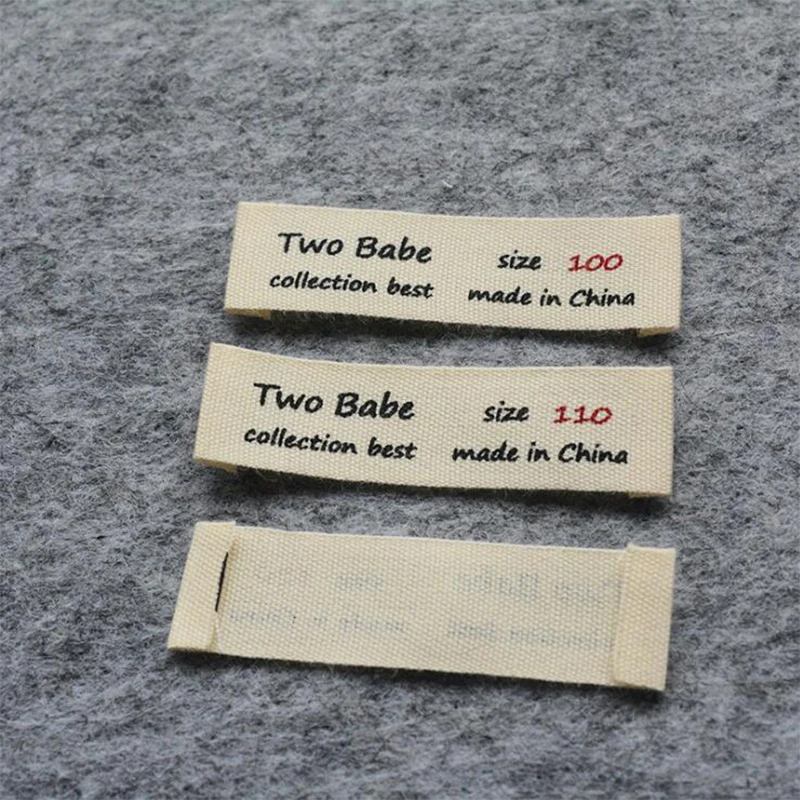 Two Babe size 100
collection best made in China
Two Babe size 110
collection best made in China